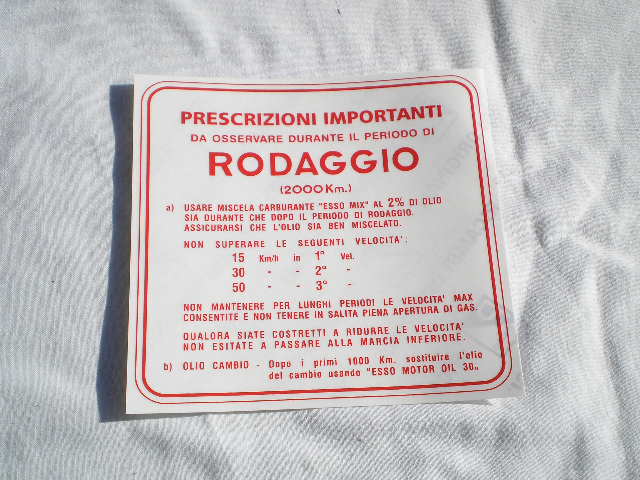 PRESCRIZIONI IMPORTANTI
DA OSSERVARE DURANTE IL PERIODO DI
RODAGGIO
(2000 Km.)
a) USARE MISCELA CARBURANTE "ESSO MIX" AL 2% DI OLIO
SIA DURANTE CHE DOPO IL PERIODO DI RODAGGIO.
ASSICURARSI CHE L'OLIO SIA BEN MISCELATO.
NON SUPERARE LE SEGUENTI VELOCITA':
15 Km/h in 1° Vel.
30 - - 2° -
50 - - 3° -
NON MANTENERE PER LUNGHI PERIODI LE VELOCITA' MAX
CONSENTITE E NON TENERE IN SALITA PIENA APERTURA DI GAS.
QUALORA SIATE COSTRETTI A RIDURRE LE VELOCITA'
NON ESITATE A PASSARE ALLA MARCIA INFERIORE.
b) OLIO CAMBIO - Dopo i primi 1000 Km. sostituire l'olio
del cambio usando "ESSO MOTOR OIL 30„